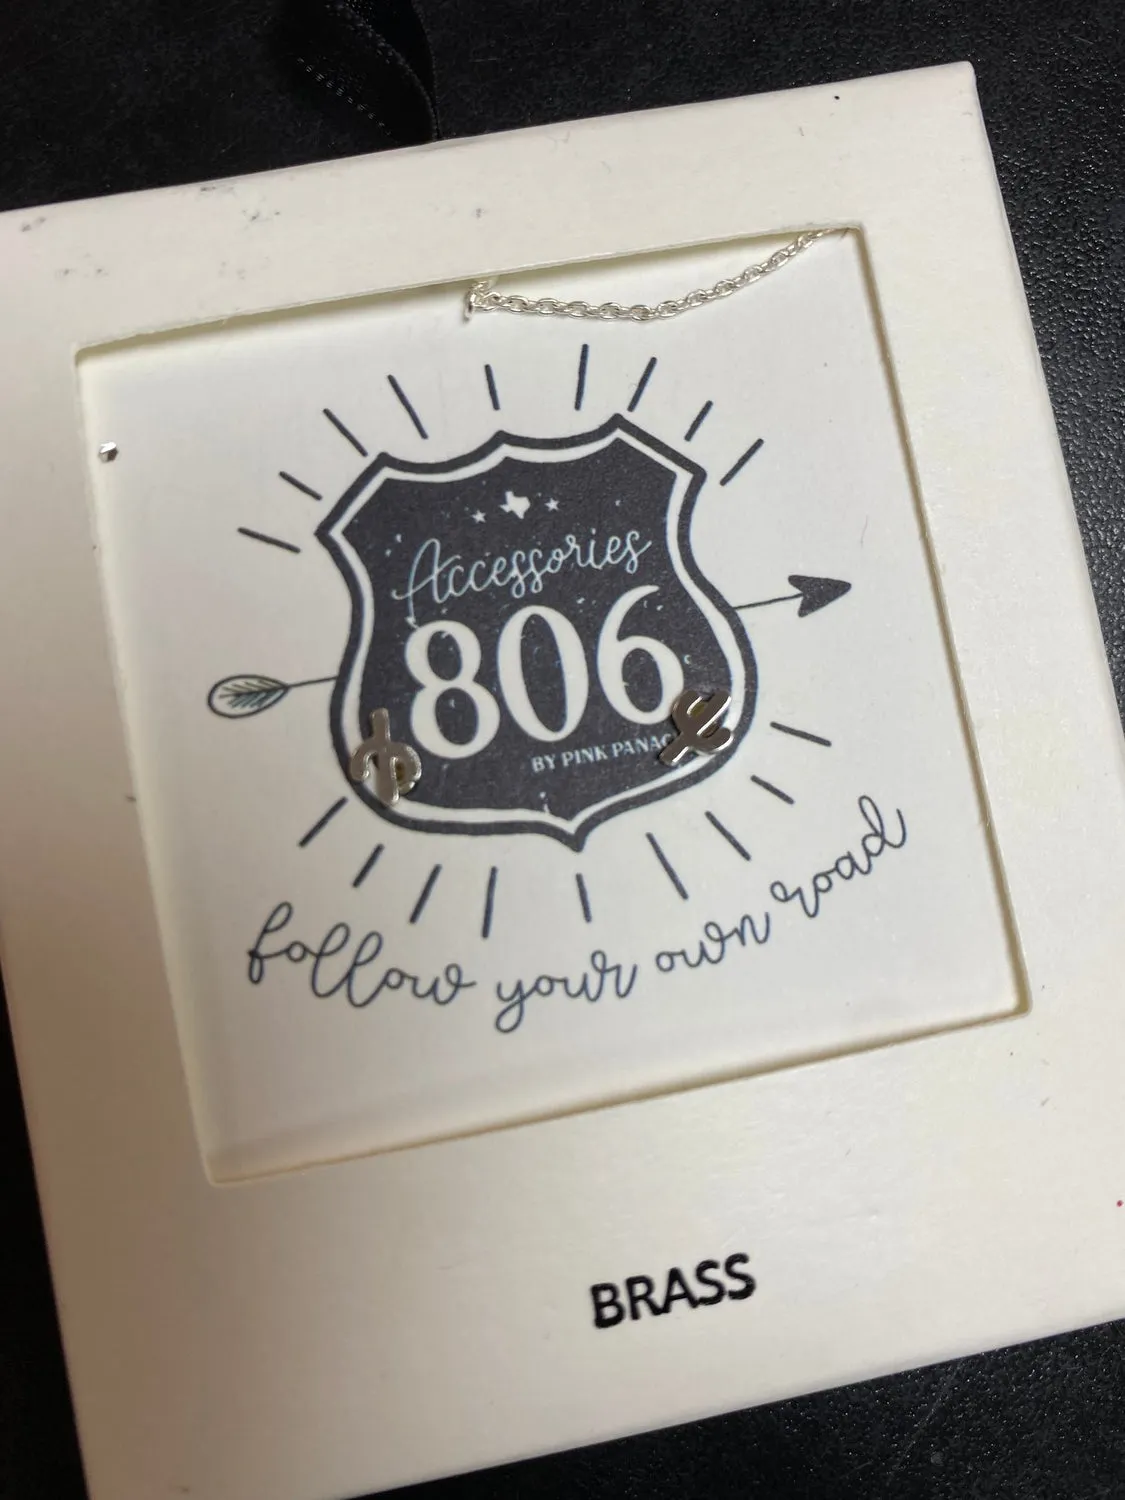 Accessories
806
BY PINK PANAC
follow your own road
BRASS